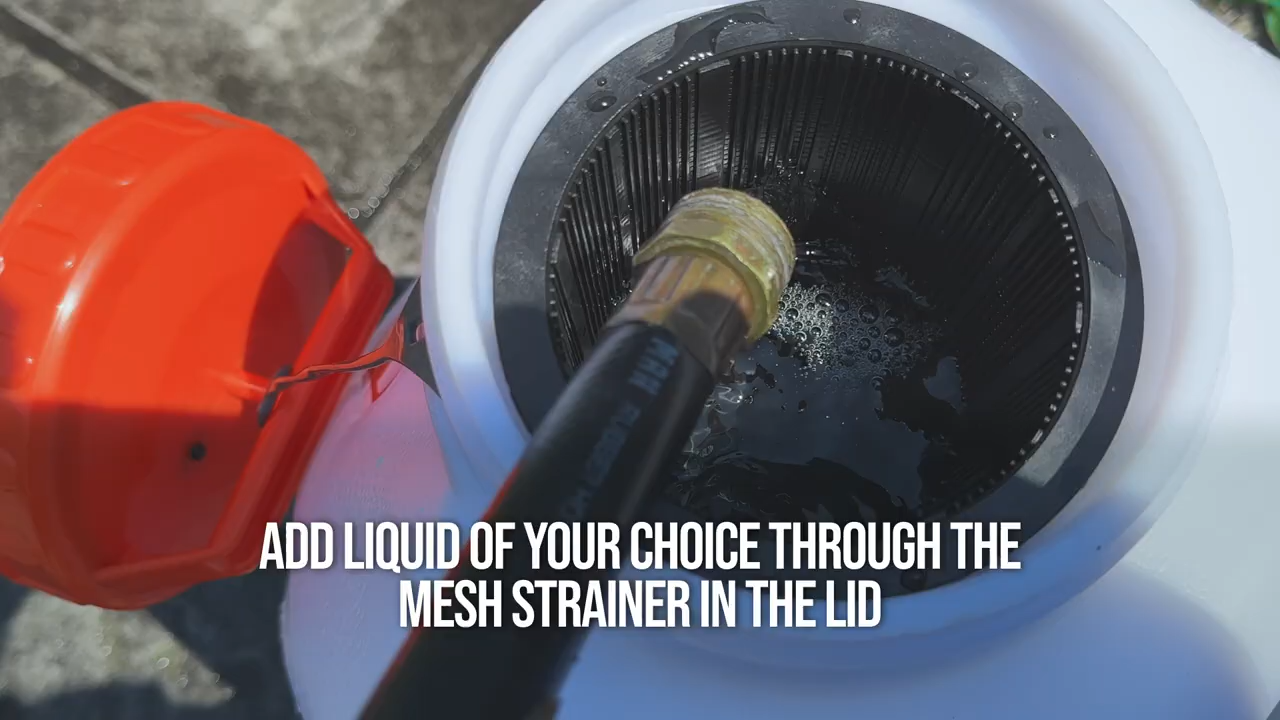 ADD LIQUID OF YOUR CHOICE THROUGH THE
MESH STRAINER IN THE LID